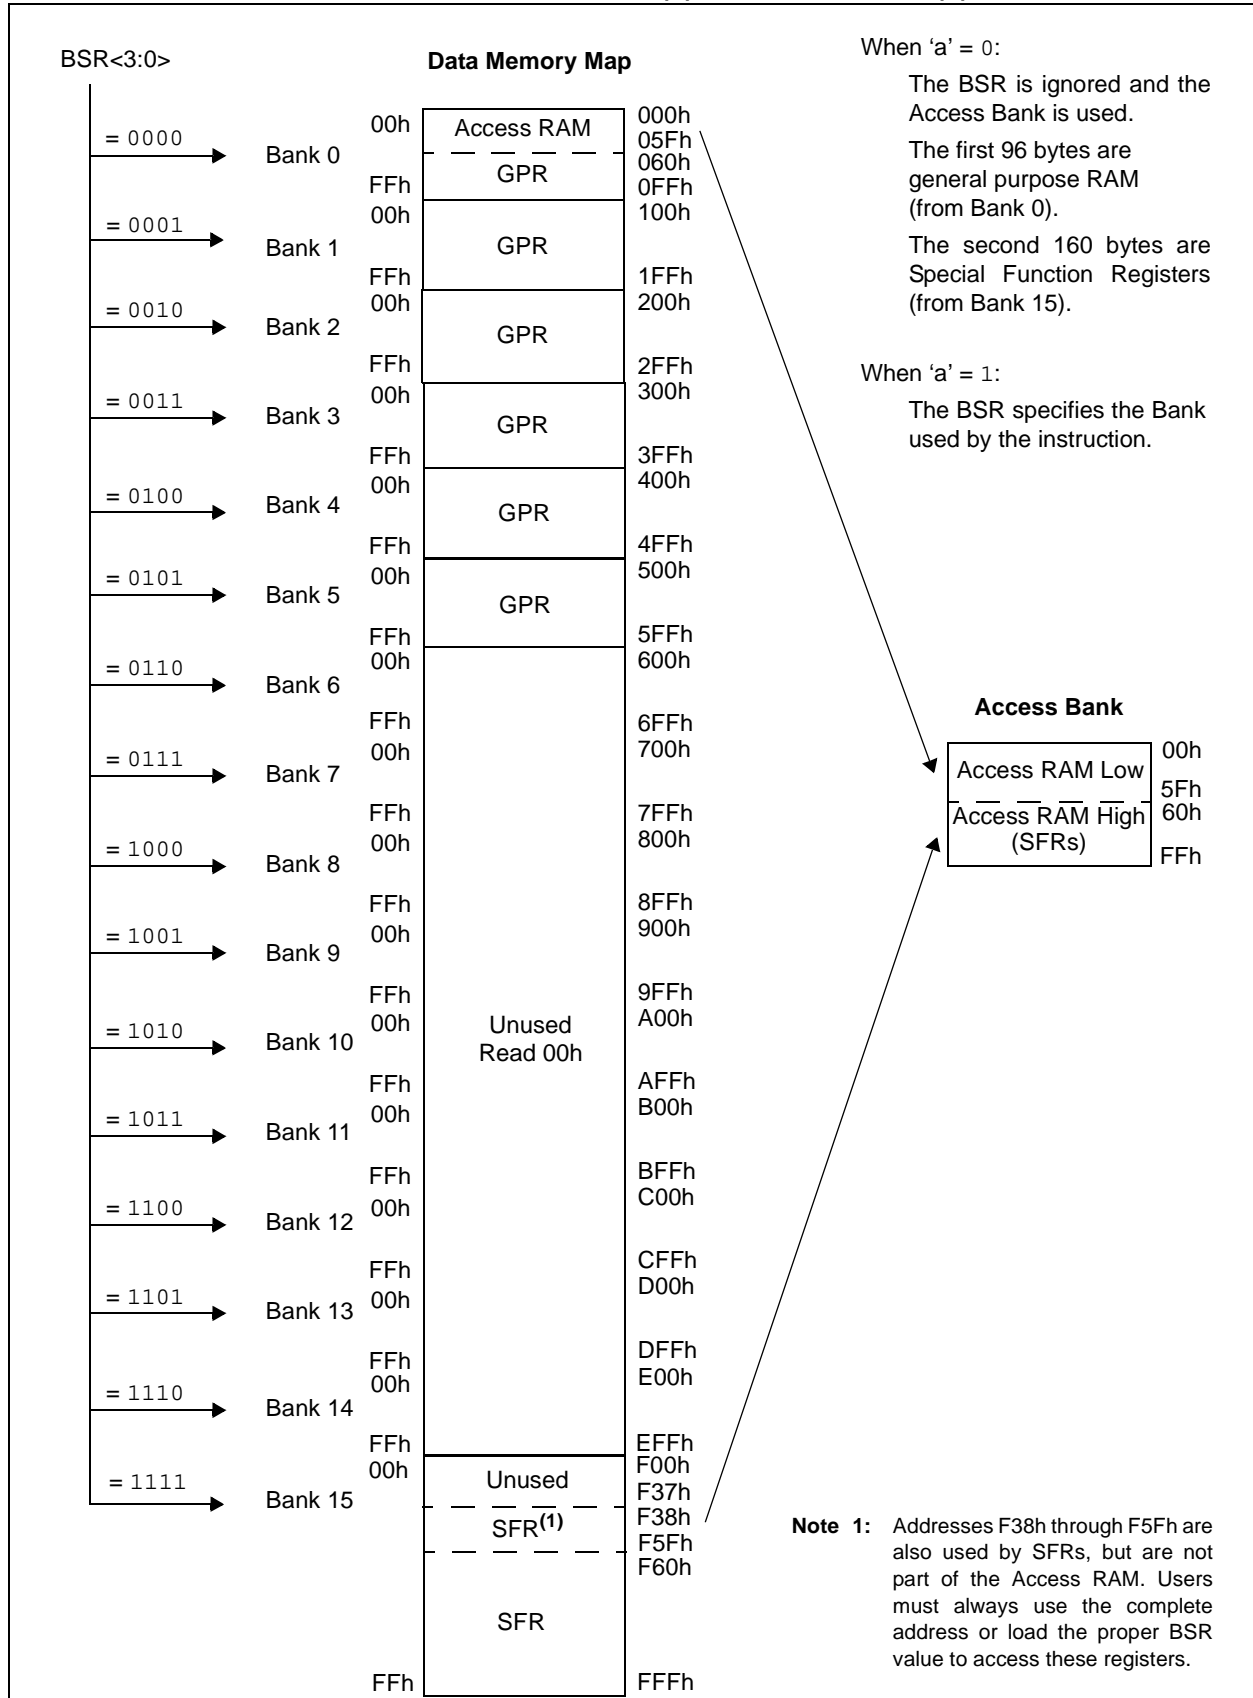 BSR<3:0>
Data Memory Map
When ‘a’ = 0:
The BSR is ignored and the
Access Bank is used.
The first 96 bytes are
general purpose RAM
(from Bank 0).
The second 160 bytes are
Special Function Registers
(from Bank 15).
When ‘a’ = 1:
The BSR specifies the Bank
used by the instruction.
= 0000
Bank 0
00h
Access RAM
000h
05Fh
060h
GPR
FFh
0FFh
= 0001
Bank 1
00h
100h
GPR
FFh
1FFh
= 0010
Bank 2
00h
200h
GPR
FFh
2FFh
= 0011
Bank 3
00h
300h
GPR
FFh
3FFh
= 0100
Bank 4
00h
400h
GPR
FFh
4FFh
= 0101
Bank 5
00h
500h
GPR
FFh
5FFh
= 0110
Bank 6
00h
600h
FFh
6FFh
= 0111
Bank 7
00h
700h
FFh
7FFh
= 1000
Bank 8
00h
800h
FFh
8FFh
= 1001
Bank 9
00h
900h
FFh
9FFh
= 1010
Bank 10
00h
A00h
Unused
Read 00h
FFh
AFFh
= 1011
Bank 11
00h
B00h
FFh
BFFh
= 1100
Bank 12
00h
C00h
FFh
CFFh
= 1101
Bank 13
00h
D00h
FFh
DFFh
= 1110
Bank 14
00h
E00h
FFh
EFFh
= 1111
Bank 15
00h
F00h
Unused
F37h
F38h
SFR(1)
F5Fh
F60h
SFR
FFh
FFFh
Access Bank
Access RAM Low
00h
5Fh
Access RAM High
(SFRs)
60h
FFh
Note 1: Addresses F38h through F5Fh are
also used by SFRs, but are not
part of the Access RAM. Users
must always use the complete
address or load the proper BSR
value to access these registers.